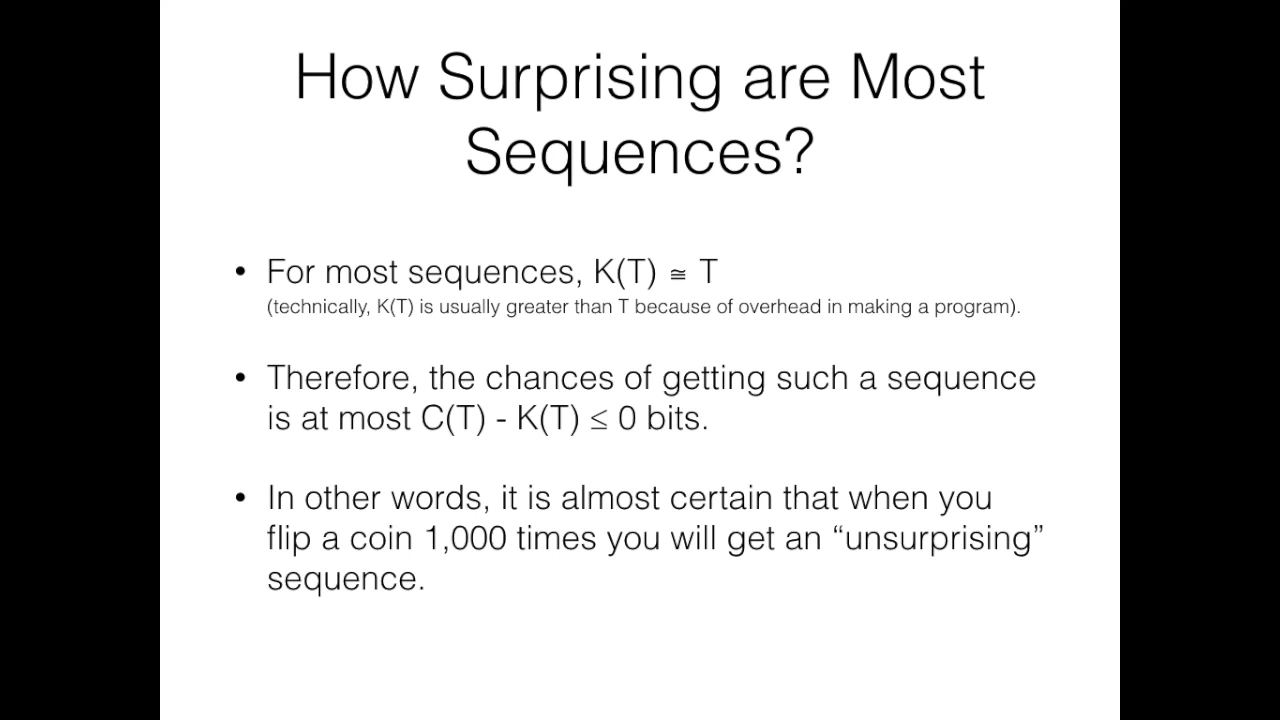 How Surprising are Most
Sequences?
• For most sequences, K(T) ≅ T
(technically, K(T) is usually greater than T because of overhead in making a program).
• Therefore, the chances of getting such a sequence
is at most C(T) - K(T) ≤ 0 bits.
• In other words, it is almost certain that when you
flip a coin 1,000 times you will get an “unsurprising”
sequence.